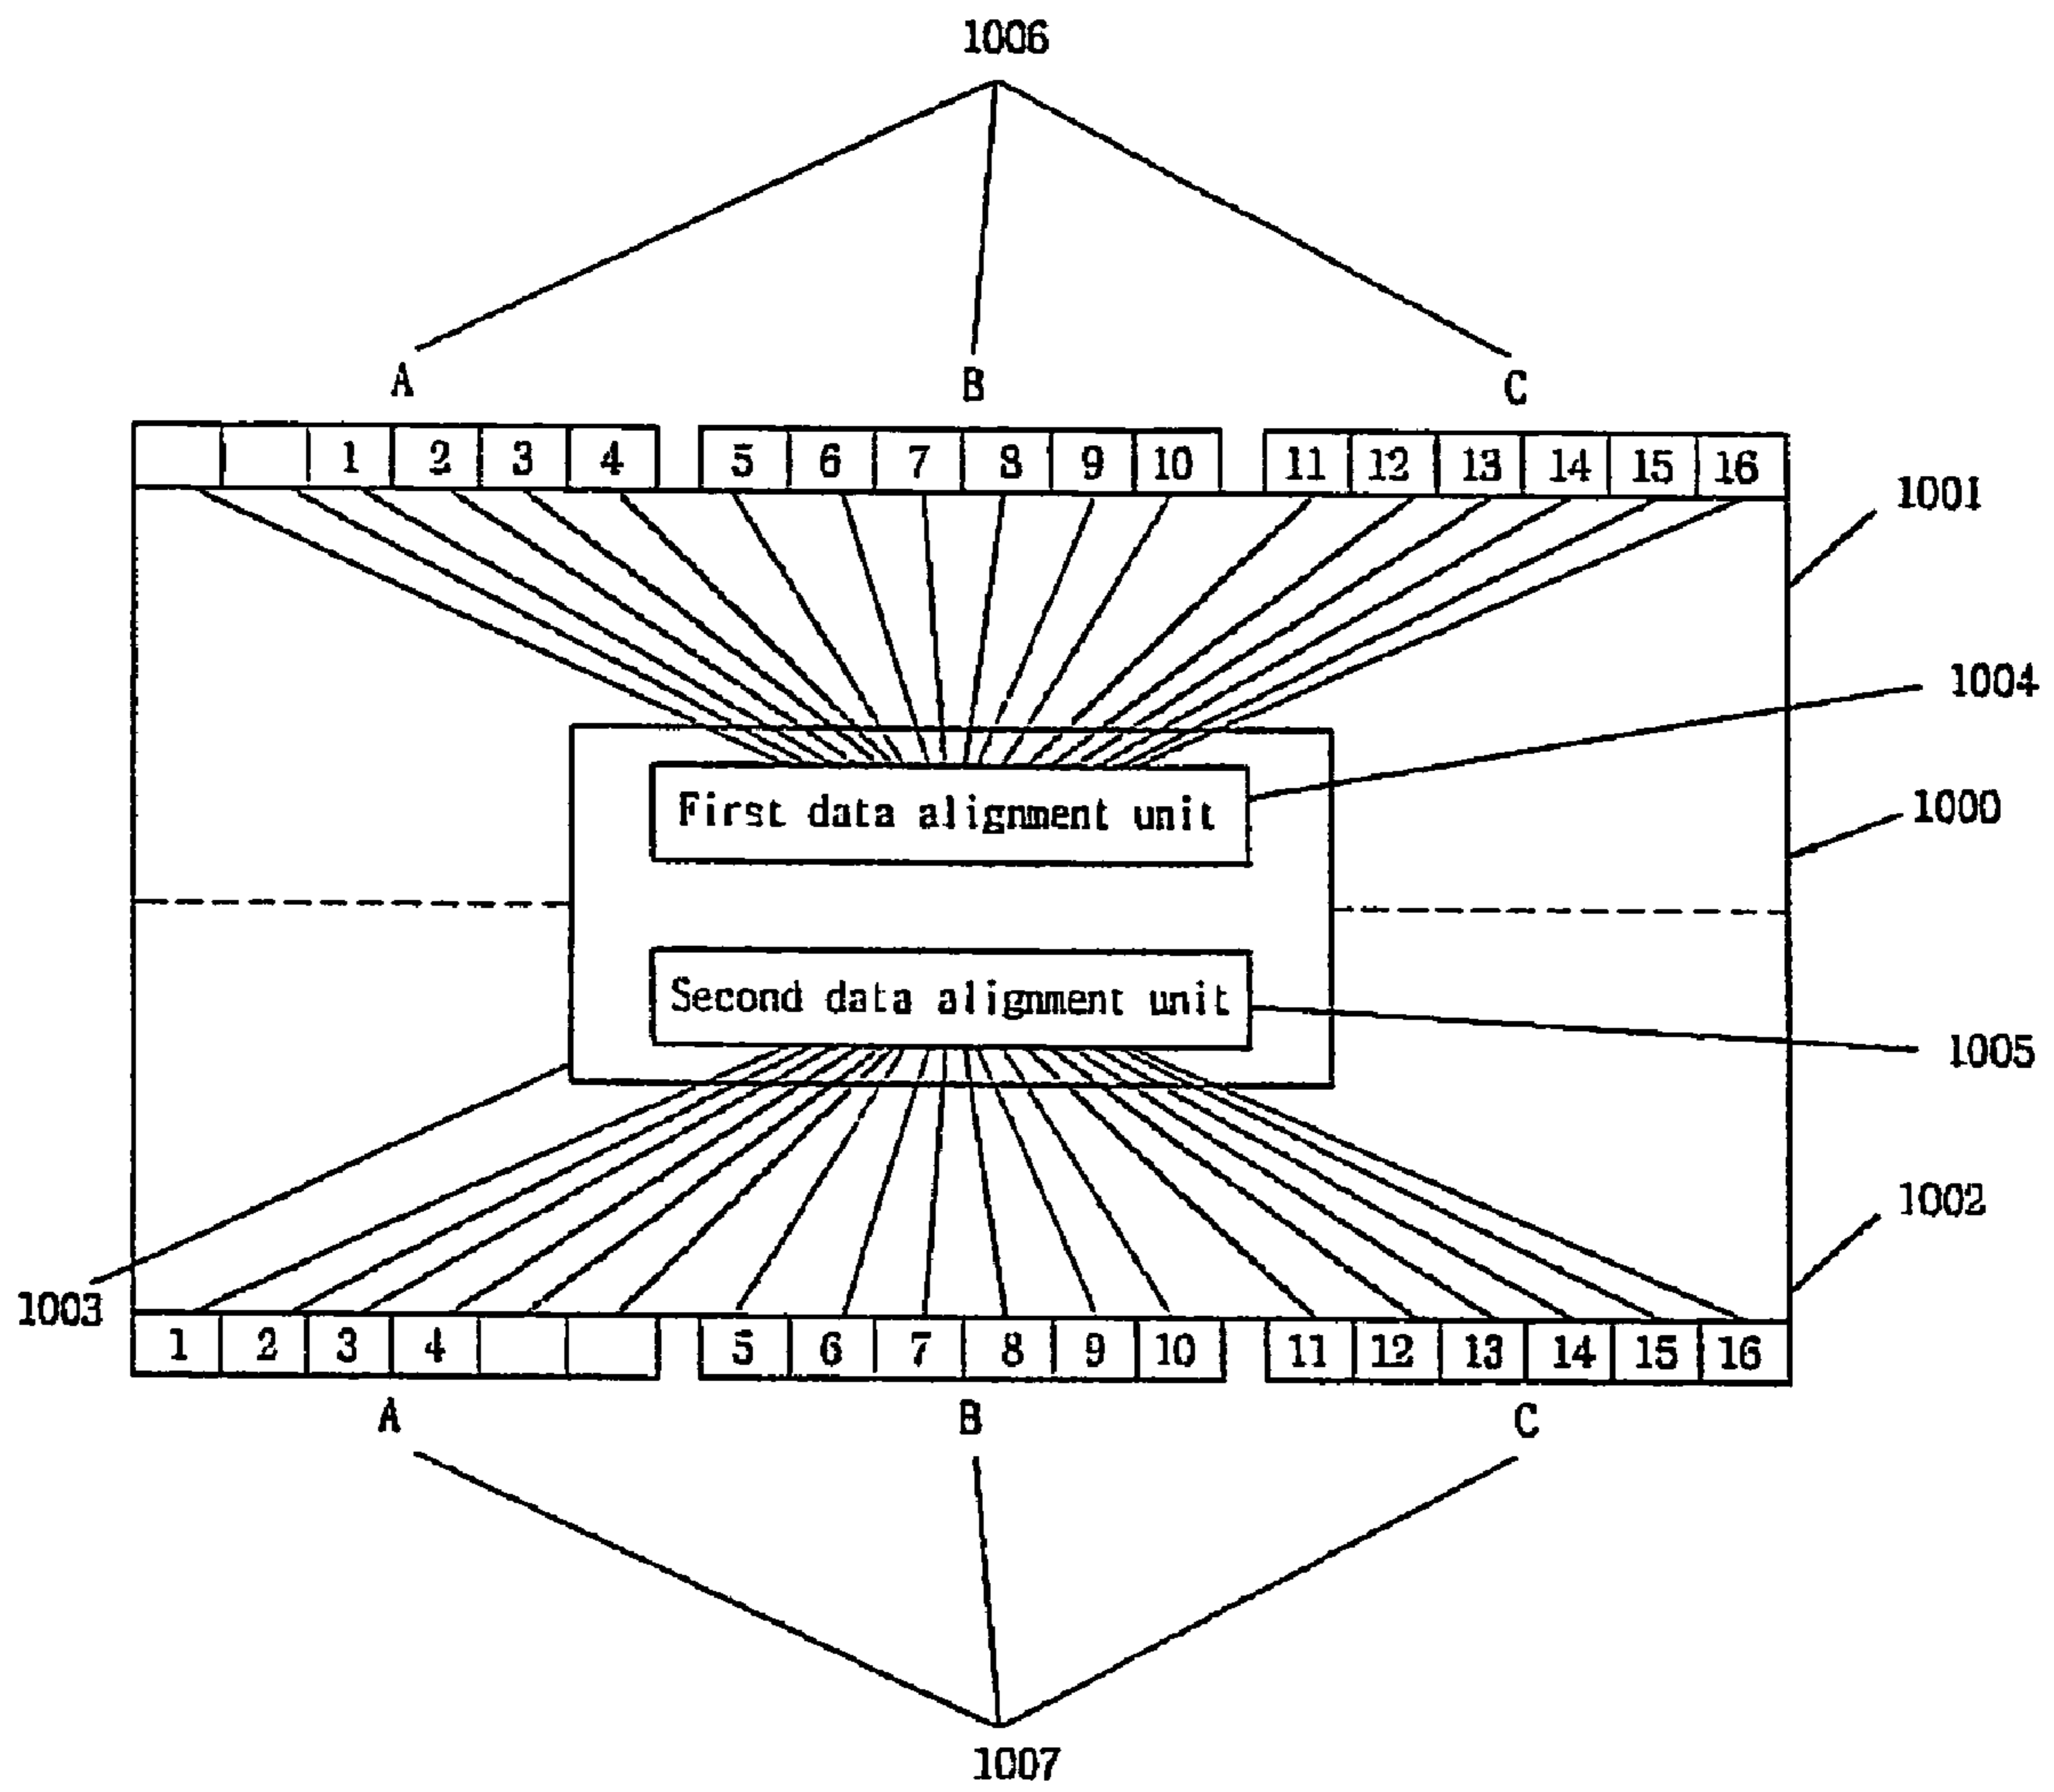 1006
A B C
1 2 3 4 5 6 7 8 9 10 11 12 13 14 15 16
1001
1004
First data alignment unit
1000
Second data alignment unit
1005
1002
1003
1 2 3 4 5 6 7 8 9 10 11 12 13 14 15 16
A B C
1007